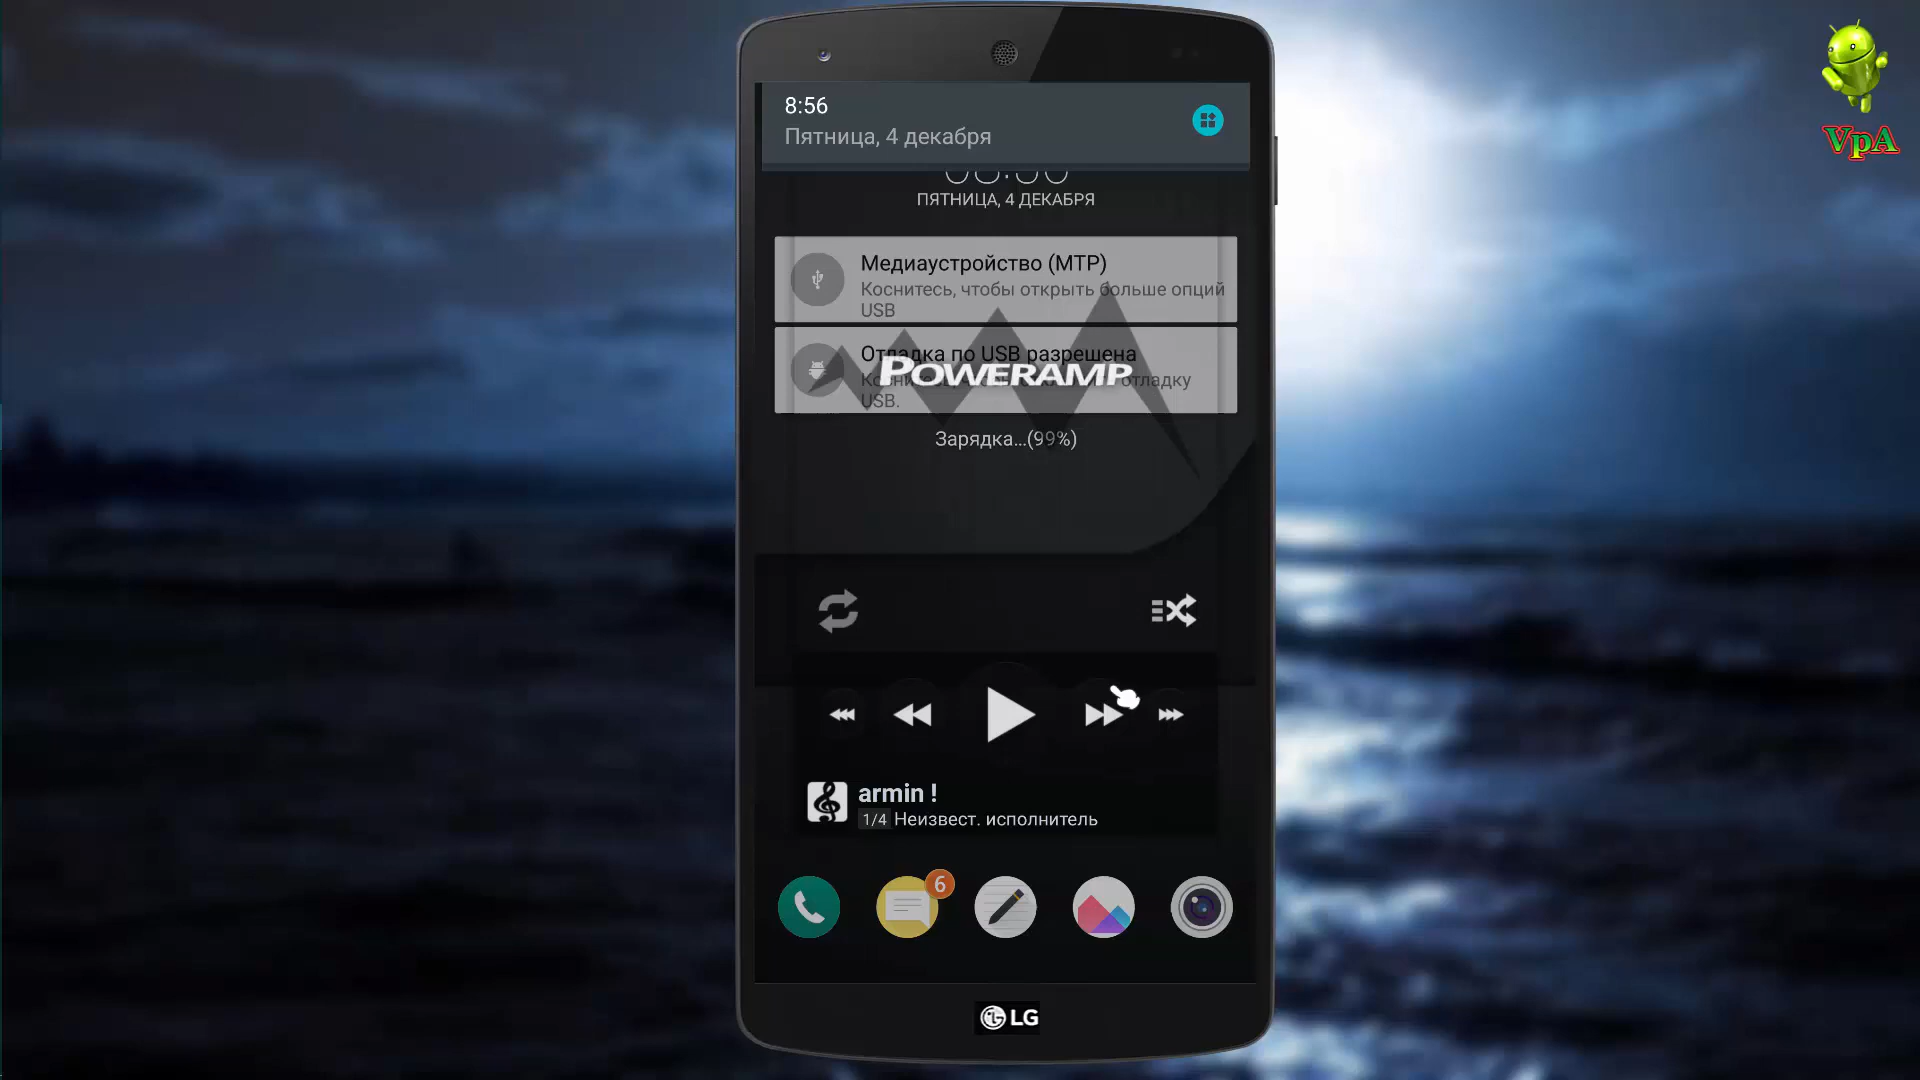 VpA
8:56
Пятница, 4 декабря
ПЯТНИЦА, 4 ДЕКАБРЯ
Медиаустройство (MTP)
Коснитесь, чтобы открыть больше опций
USB
Отладка по USB разрешена
POWERAMP
отладку
USB.
Зарядка...(99%)
armin !
1/4 Неизвест. исполнитель
6
LG